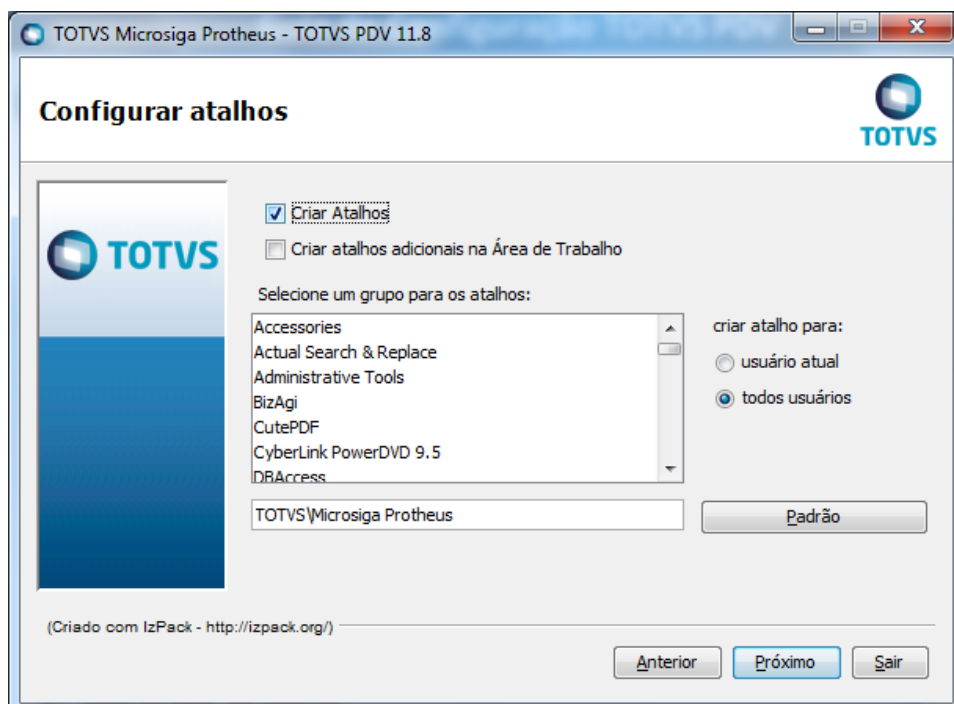 TOTVS Microsiga Protheus - TOTVS PDV 11.8
Configurar atalhos
TOTVS
TOTVS
Criar Atalhos
Criar atalhos adicionais na Área de Trabalho
Selecione um grupo para os atalhos:
Accessories
Actual Search & Replace
Administrative Tools
BizAgi
CutePDF
CyberLink PowerDVD 9.5
DBAccess
criar atalho para:
usuário atual
todos usuários
TOTVS\Microsiga Protheus
Padrão
(Criado com IzPack - http://izpack.org/)
Anterior
Próximo
Sair